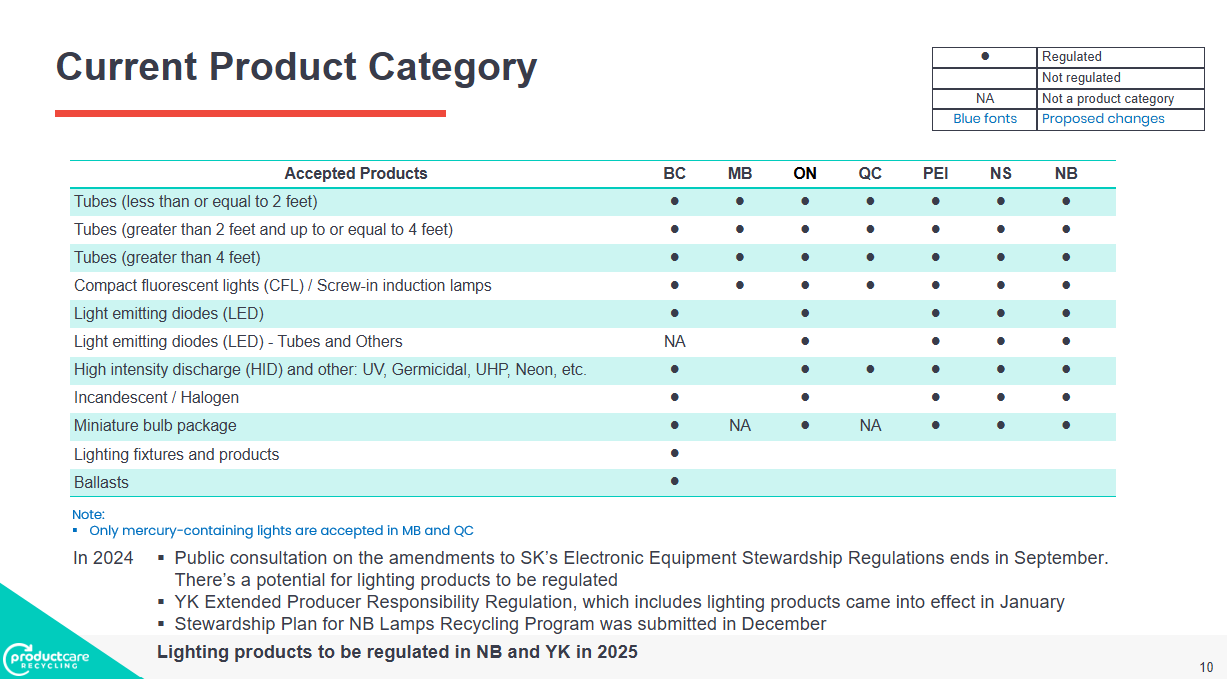 Current Product Category
● Regulated
Not regulated
NA Not a product category
Blue fonts Proposed changes
Accepted Products BC MB ON QC PEI NS NB
Tubes (less than or equal to 2 feet) ● ● ● ● ● ● ●
Tubes (greater than 2 feet and up to or equal to 4 feet) ● ● ● ● ● ● ●
Tubes (greater than 4 feet) ● ● ● ● ● ● ●
Compact fluorescent lights (CFL) / Screw-in induction lamps ● ● ● ● ● ● ●
Light emitting diodes (LED) ● ● ● ● ●
Light emitting diodes (LED) - Tubes and Others NA ● ● ● ●
High intensity discharge (HID) and other: UV, Germicidal, UHP, Neon, etc. ● ● ● ● ● ●
Incandescent / Halogen ● ● ● ● ●
Miniature bulb package ● NA ● NA ● ● ●
Lighting fixtures and products ●
Ballasts ●
Note:
▪ Only mercury-containing lights are accepted in MB and QC
In 2024 ▪ Public consultation on the amendments to SK’s Electronic Equipment Stewardship Regulations ends in September.
There’s a potential for lighting products to be regulated
▪ YK Extended Producer Responsibility Regulation, which includes lighting products came into effect in January
▪ Stewardship Plan for NB Lamps Recycling Program was submitted in December
Lighting products to be regulated in NB and YK in 2025
productcare
RECYCLING
10